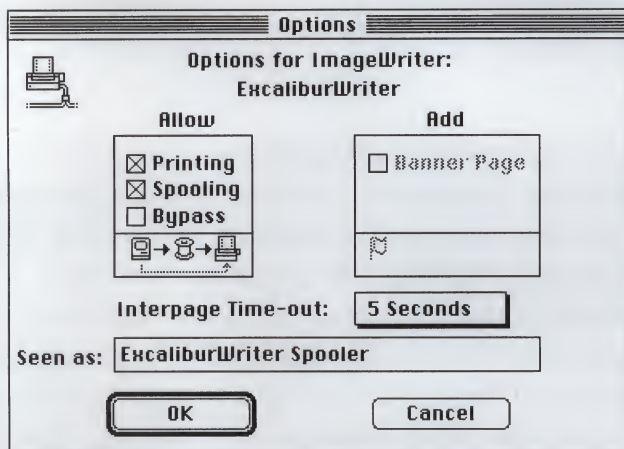 Options
Options for ImageWriter:
ExcaliburWriter
Allow
Add
Printing
Spooling
Bypass
Banner Page
Interpage Time-out: 5 Seconds
Seen as: ExcaliburWriter Spooler
OK
Cancel